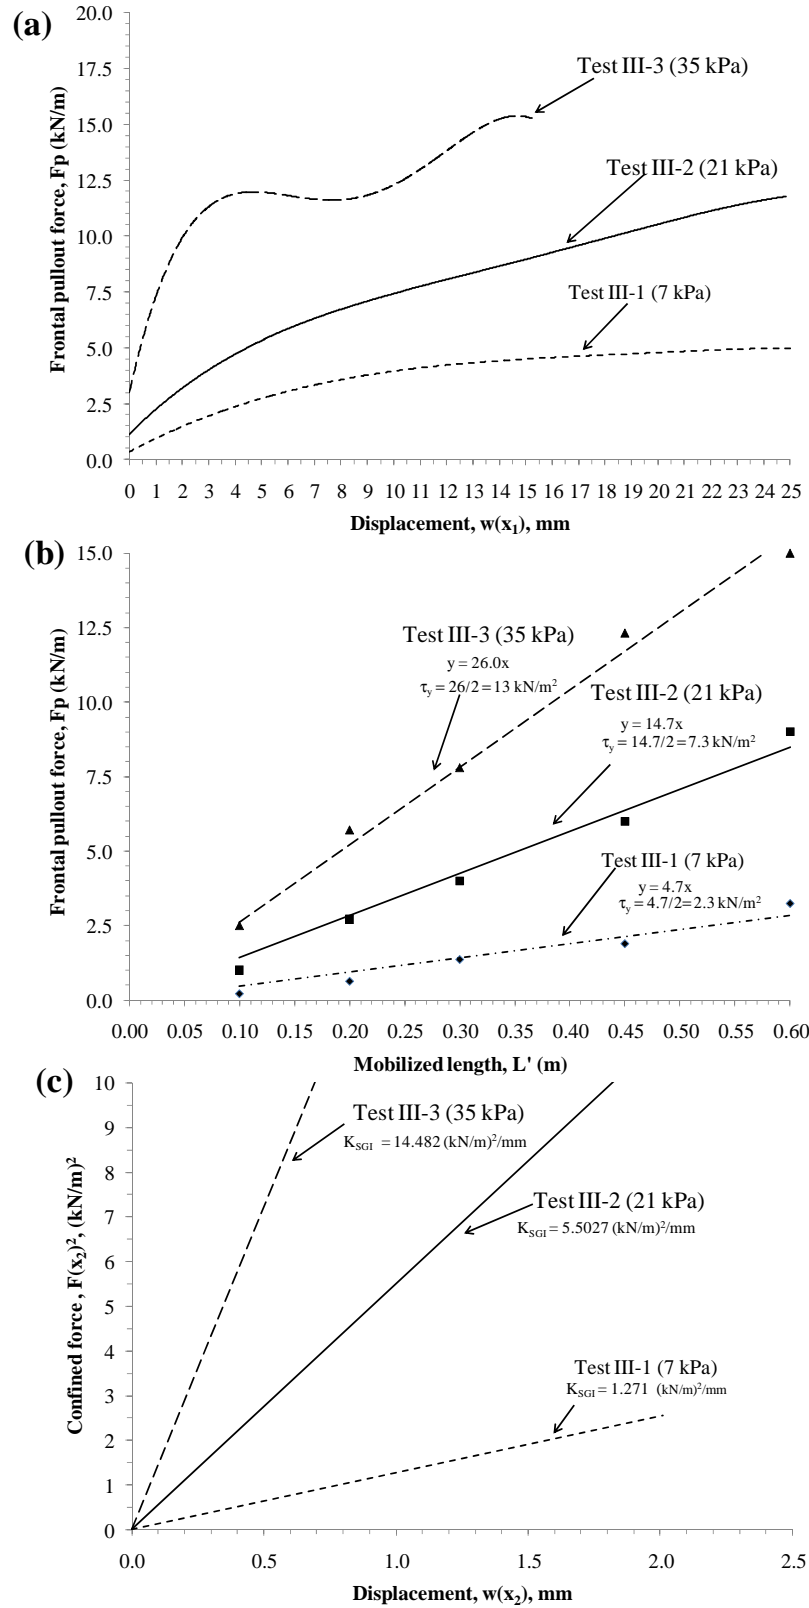 (a)
20.0
17.5
15.0
12.5
10.0
7.5
5.0
2.5
0.0
Frontal pullout force, Fp (kN/m)
Test III-3 (35 kPa)
Test III-2 (21 kPa)
Test III-1 (7 kPa)
0 1 2 3 4 5 6 7 8 9 10 11 12 13 14 15 16 17 18 19 20 21 22 23 24 25
Displacement, w(x₁), mm
(b)
15.0
12.5
10.0
7.5
5.0
2.5
0.0
Frontal pullout force, Fp (kN/m)
Test III-3 (35 kPa)
y = 26.0x
τy = 26/2=13 kN/m²
Test III-2 (21 kPa)
y = 14.7x
τy = 14.7/2=7.3 kN/m²
Test III-1 (7 kPa)
y = 4.7x
τy = 4.7/2=2.3 kN/m²
0.00 0.05 0.10 0.15 0.20 0.25 0.30 0.35 0.40 0.45 0.50 0.55 0.60
Mobilized length, L' (m)
(c)
10
9
8
7
6
5
4
3
2
1
0
Confined force , F(x₂)², (kN/m)²
Test III-3 (35 kPa)
K_SGI = 14.482 (kN/m)²/mm
Test III-2 (21 kPa)
K_SGI = 5.5027 (kN/m)²/mm
Test III-1 (7 kPa)
K_SGI = 1.271 (kN/m)²/mm
0.0 0.5 1.0 1.5 2.0 2.5
Displacement, w(x₂), mm